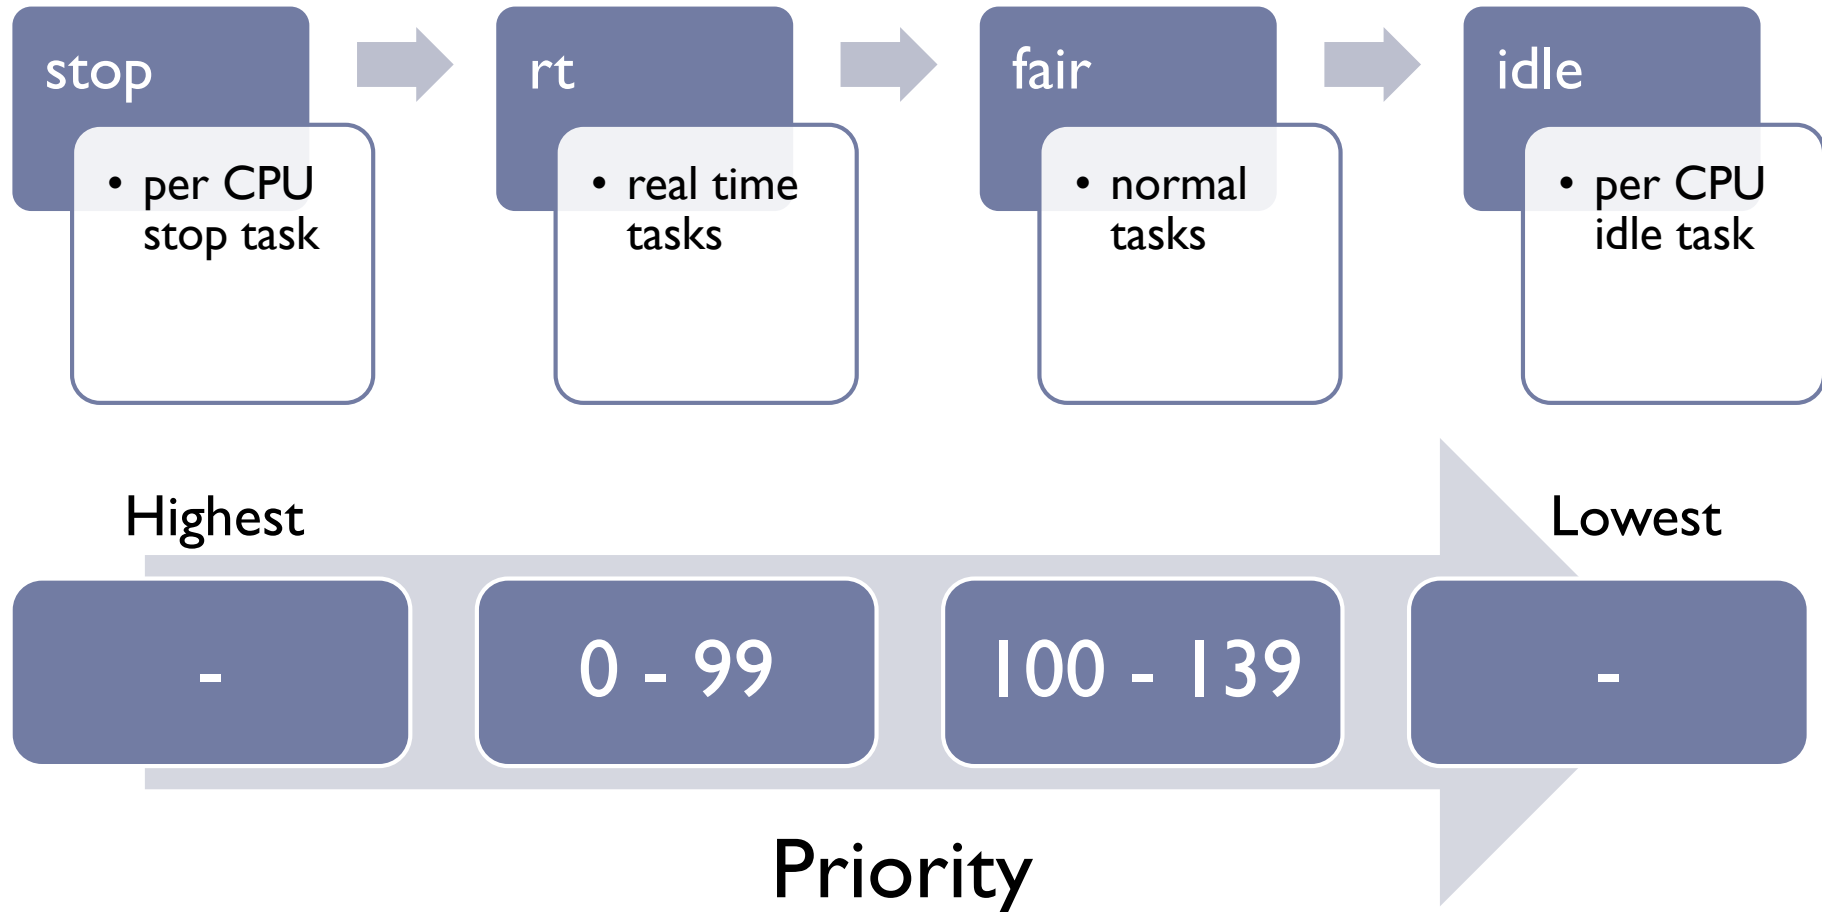 stop
• per CPU
stop task
rt
• real time
tasks
fair
• normal
tasks
idle
• per CPU
idle task
Highest
Lowest
-
0 - 99
100 - 139
-
Priority